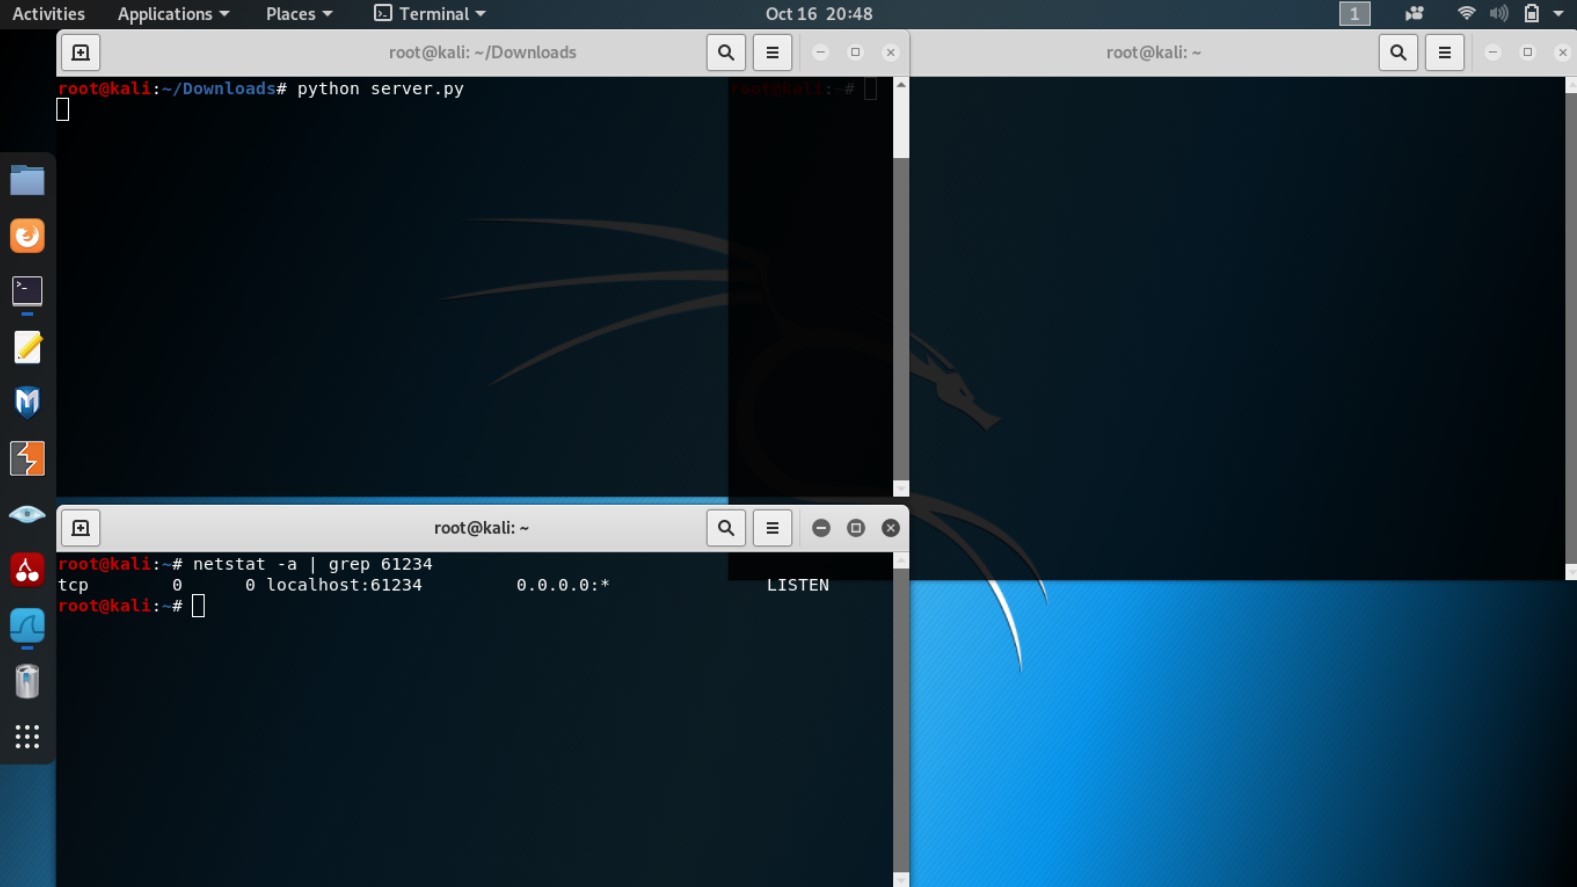 Activities Applications Places Terminal Oct 16 20:48 1
root@kali: ~/Downloads
root@kali: ~
root@kali:~/Downloads# python server.py
root@kali:~#
root@kali: ~
root@kali:~# netstat -a | grep 61234
tcp 0 0 localhost:61234 0.0.0.0:* LISTEN
root@kali:~#